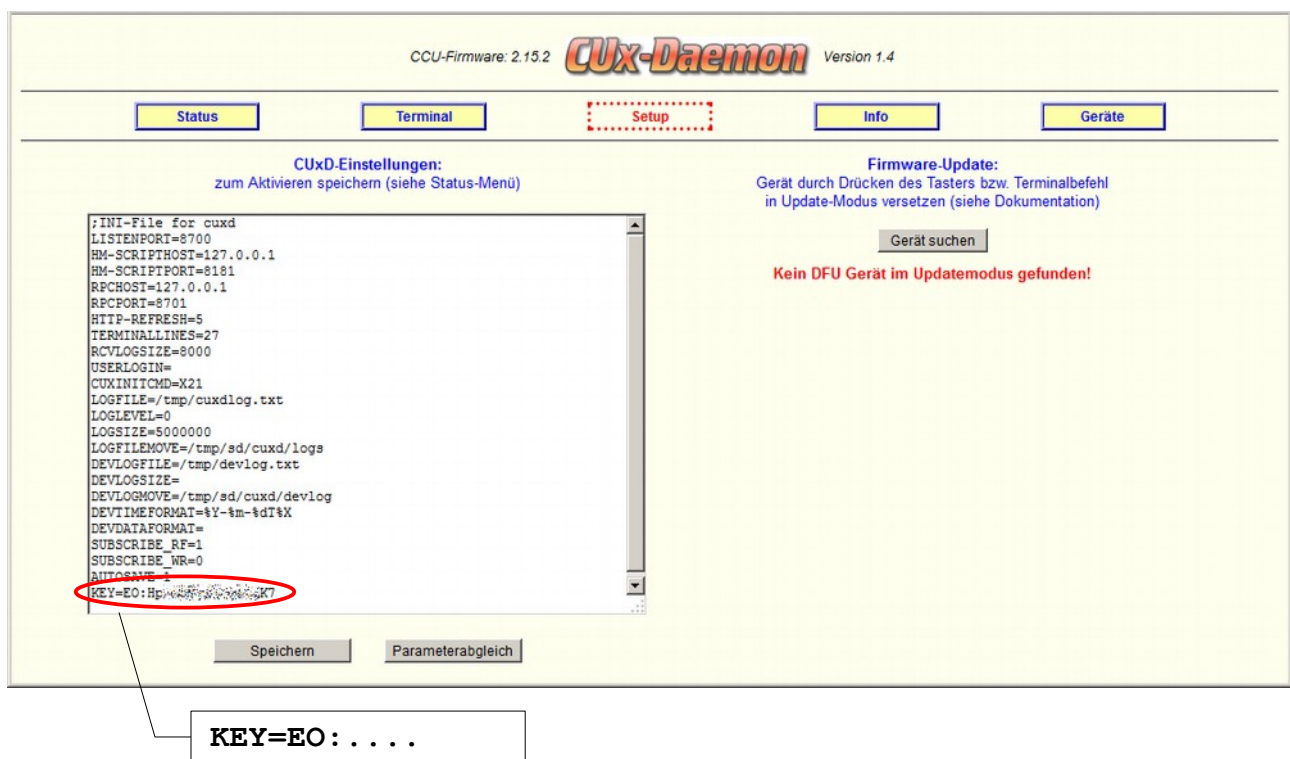 CCU-Firmware: 2.15.2 CUx-Daemon Version 1.4
Status Terminal Setup Info Geräte
CUxD-Einstellungen:
zum Aktivieren speichern (siehe Status-Menü)
;INI-File for cuxd
LISTENPORT=8700
HM-SCRIPTHOST=127.0.0.1
HM-SCRIPTPORT=8181
RPCHOST=127.0.0.1
RPCPORT=8701
HTTP-REFRESH=5
TERMINALLINES=27
RCVLOGSIZE=8000
USERLOGIN=
CUXINITCMD=X21
LOGFILE=/tmp/cuxdlog.txt
LOGLEVEL=0
LOGSIZE=5000000
LOGFILEMOVE=/tmp/sd/cuxd/logs
DEVLOGFILE=/tmp/devlog.txt
DEVLOGSIZE=
DEVLOGMOVE=/tmp/sd/cuxd/devlog
DEVTIMEFORMAT=%Y-%m-%dT%X
DEVDATAFORMAT=
SUBSCRIBE_RF=1
SUBSCRIBE_WR=0
AUTOSAVE=1
KEY=EO:Hp K7
Speichern Parameterabgleich
Firmware-Update:
Gerät durch Drücken des Tasters bzw. Terminalbefehl
in Update-Modus versetzen (siehe Dokumentation)
Gerät suchen
Kein DFU Gerät im Updatemodus gefunden!
KEY=EO:....